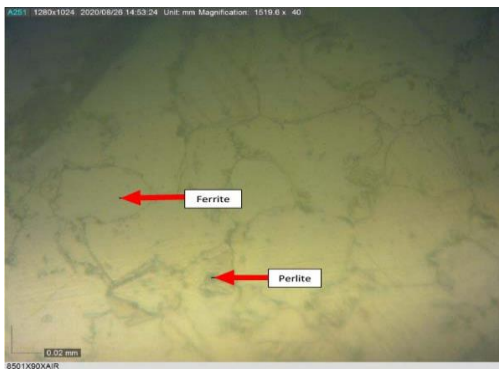 A251 1280x1024 2020/08/26 14:53:24 Unit: mm Magnification: 1519.6 x 40
Ferrite
Perlite
0.02 mm
8501X90XAIR